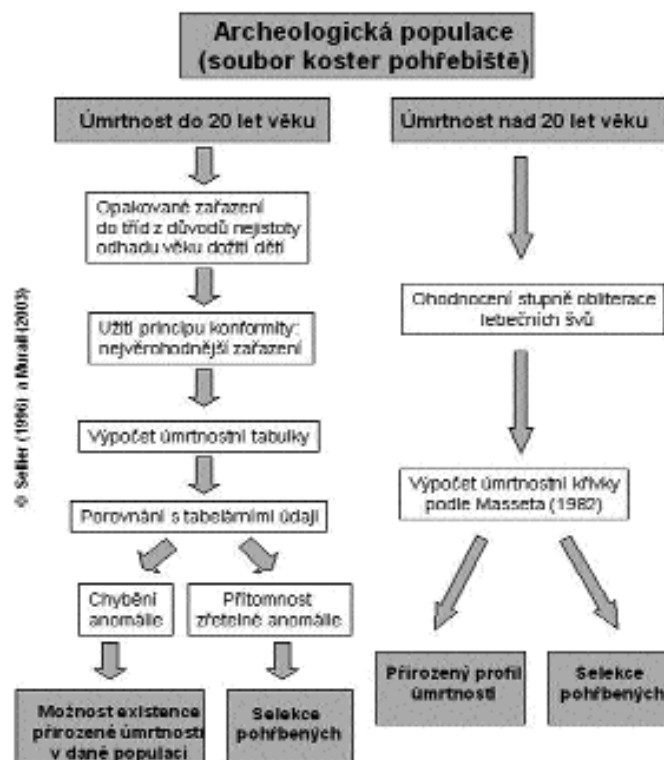 Archeologická populace
(soubor koster pohřebiště)
Úmrtnost do 20 let věku
Opakované zařazení
do tříd z důvodů nejistoty
odhadu věku dožití dětí
Užití principu konformity:
nejvěrohodnější zařazení
Výpočet úmrtnostní tabulky
Porovnání s tabelárními údaji
Chybění
anomálie
Přítomnost
zřetelné anomálie
Možnost existence
přirozené úmrtnosti
v dané populaci
Selekce
pohřbených
Úmrtnost nad 20 let věku
Ohodnocení stupně obliterace
lebečních švů
Výpočet úmrtnostní křivky
podle Masseta (1982)
Přirozený profil
úmrtnosti
Selekce
pohřbených
© Sellier (1996) a Murail (2003)